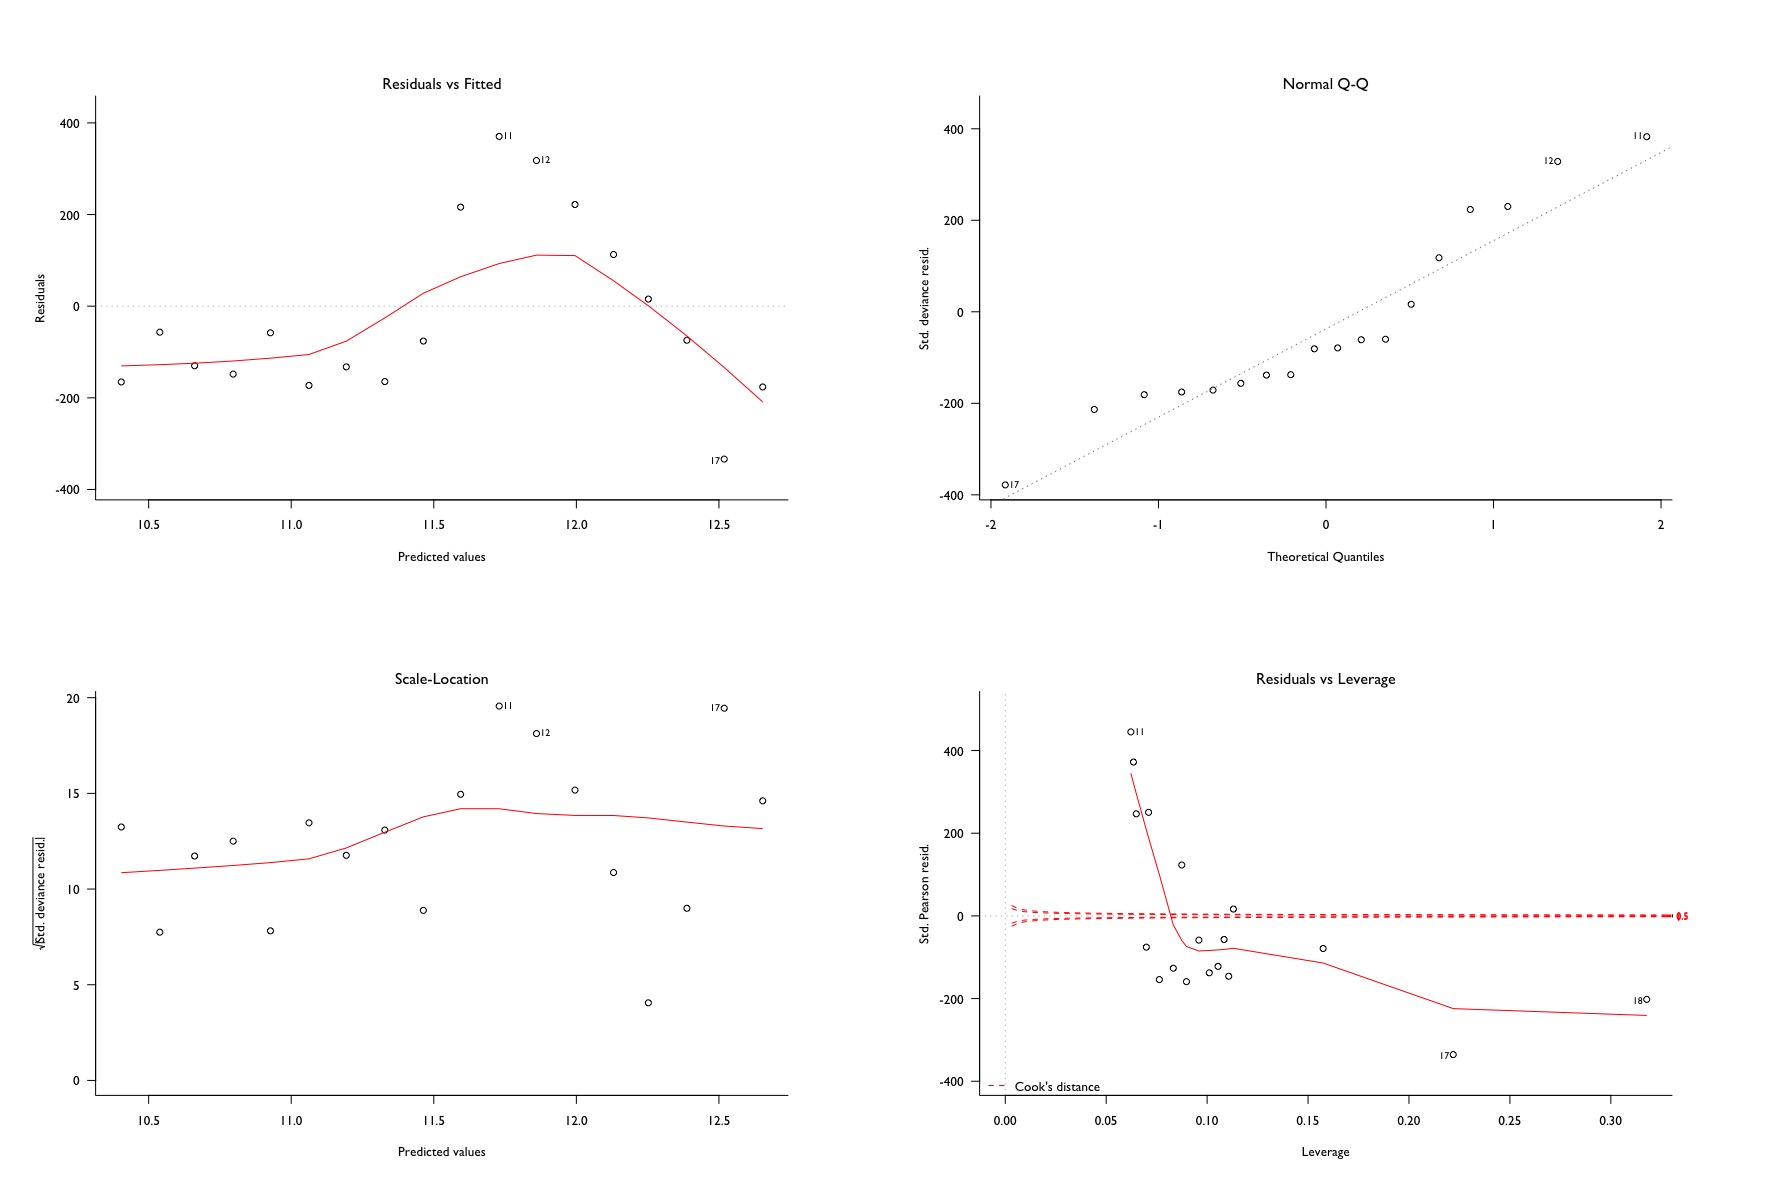 Residuals vs Fitted
400
200
0
-200
-400
Residuals
11
12
17
10.5 11.0 11.5 12.0 12.5
Predicted values
Normal Q-Q
400
200
0
-200
-400
Std. deviance resid.
11
12
17
-2 -1 0 1 2
Theoretical Quantiles
Scale-Location
20
15
10
5
0
√|Std. deviance resid.|
11
12
17
10.5 11.0 11.5 12.0 12.5
Predicted values
Residuals vs Leverage
400
200
0
-200
-400
Std. Pearson resid.
11
18
17
Cook's distance
0.00 0.05 0.10 0.15 0.20 0.25 0.30
Leverage